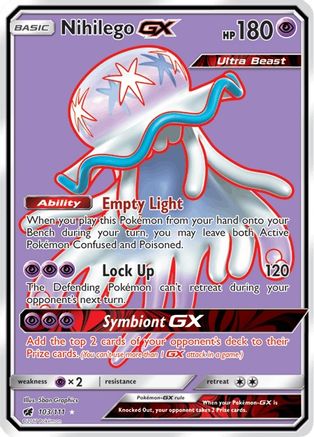 BASIC Nihilego GX HP 180
Ultra Beast
Ability Empty Light
When you play this Pokémon from your hand onto your
Bench during your turn, you may leave both Active
Pokémon Confused and Poisoned.
Lock Up 120
The Defending Pokémon can't retreat during your
opponent's next turn.
Symbiont GX
Add the top 2 cards of your opponent's deck to their
Prize cards. (You can't use more than 1 GX attack in a game.)
weakness ×2 resistance retreat
Illus. 5ban Graphics
103/111
Pokémon-GX rule
When your Pokémon-GX is
Knocked Out, your opponent takes 2 Prize cards.